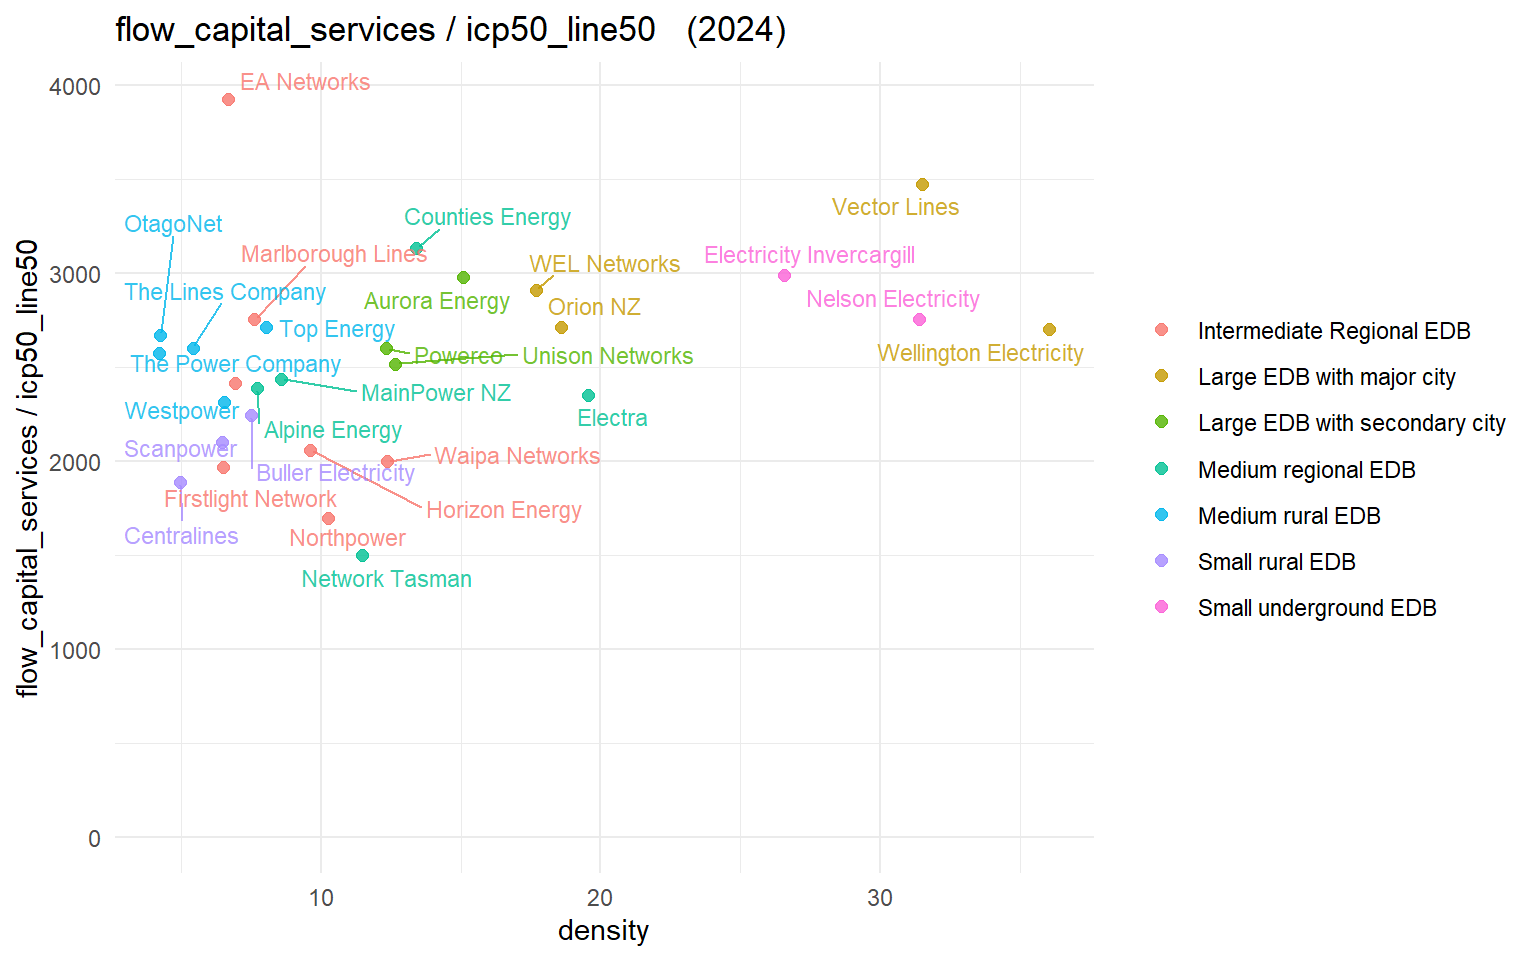 flow_capital_services / icp50_line50 (2024)
flow_capital_services / icp50_line50
4000
3000
2000
1000
0
EA Networks
Vector Lines
OtagoNet
Counties Energy
Marlborough Lines
Electricity Invercargill
WEL Networks
The Lines Company
Aurora Energy
Nelson Electricity
Orion NZ
Top Energy
Powerco
Unison Networks
Wellington Electricity
The Power Company
MainPower NZ
Westpower
Electra
Alpine Energy
Scanpower
Waipa Networks
Buller Electricity
Firstlight Network
Horizon Energy
Centralines
Northpower
Network Tasman
10
20
30
density
Intermediate Regional EDB
Large EDB with major city
Large EDB with secondary city
Medium regional EDB
Medium rural EDB
Small rural EDB
Small underground EDB